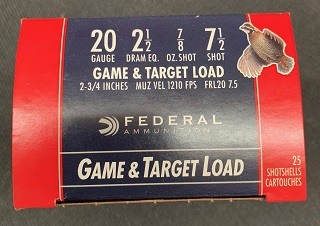 20 2 1/2 7/8 7 1/2
GAUGE DRAM EQ. OZ. SHOT SHOT
GAME & TARGET LOAD
2-3/4 INCHES MUZ VEL 1210 FPS FRL20 7.5
FEDERAL
AMMUNITION
GAME & TARGET LOAD
25
SHOTSHELLS
CARTOUCHES